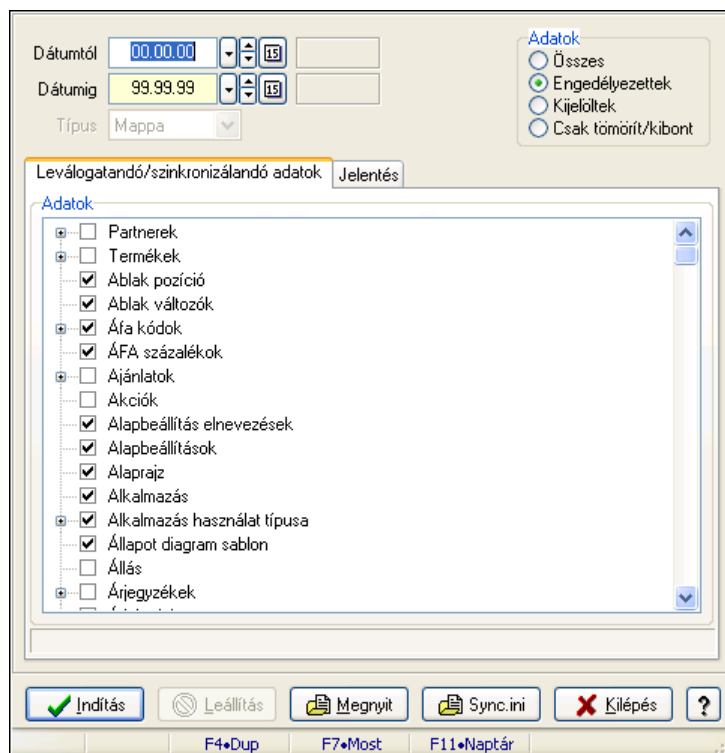 Dátumtól 00.00.00 15
Dátumig 99.99.99 15
Típus Mappa
Adatok
Összes
Engedélyezettek
Kijelöltek
Csak tömörít/kibont
Leválogatandó/szinkronizálandó adatok Jelentés
Adatok
Partnerek
Termékek
Ablak pozíció
Ablak változók
Áfa kódok
ÁFA százalékok
Ajánlatok
Akciók
Alapbeállítás elnevezések
Alapbeállítások
Alaprajz
Alkalmazás
Alkalmazás használat típusa
Állapot diagram sablon
Állás
Árjegyzékek
Indítás Leállítás Megnyit Sync.ini Kilépés ?
F4•Dup F7•Most F11•Naptár